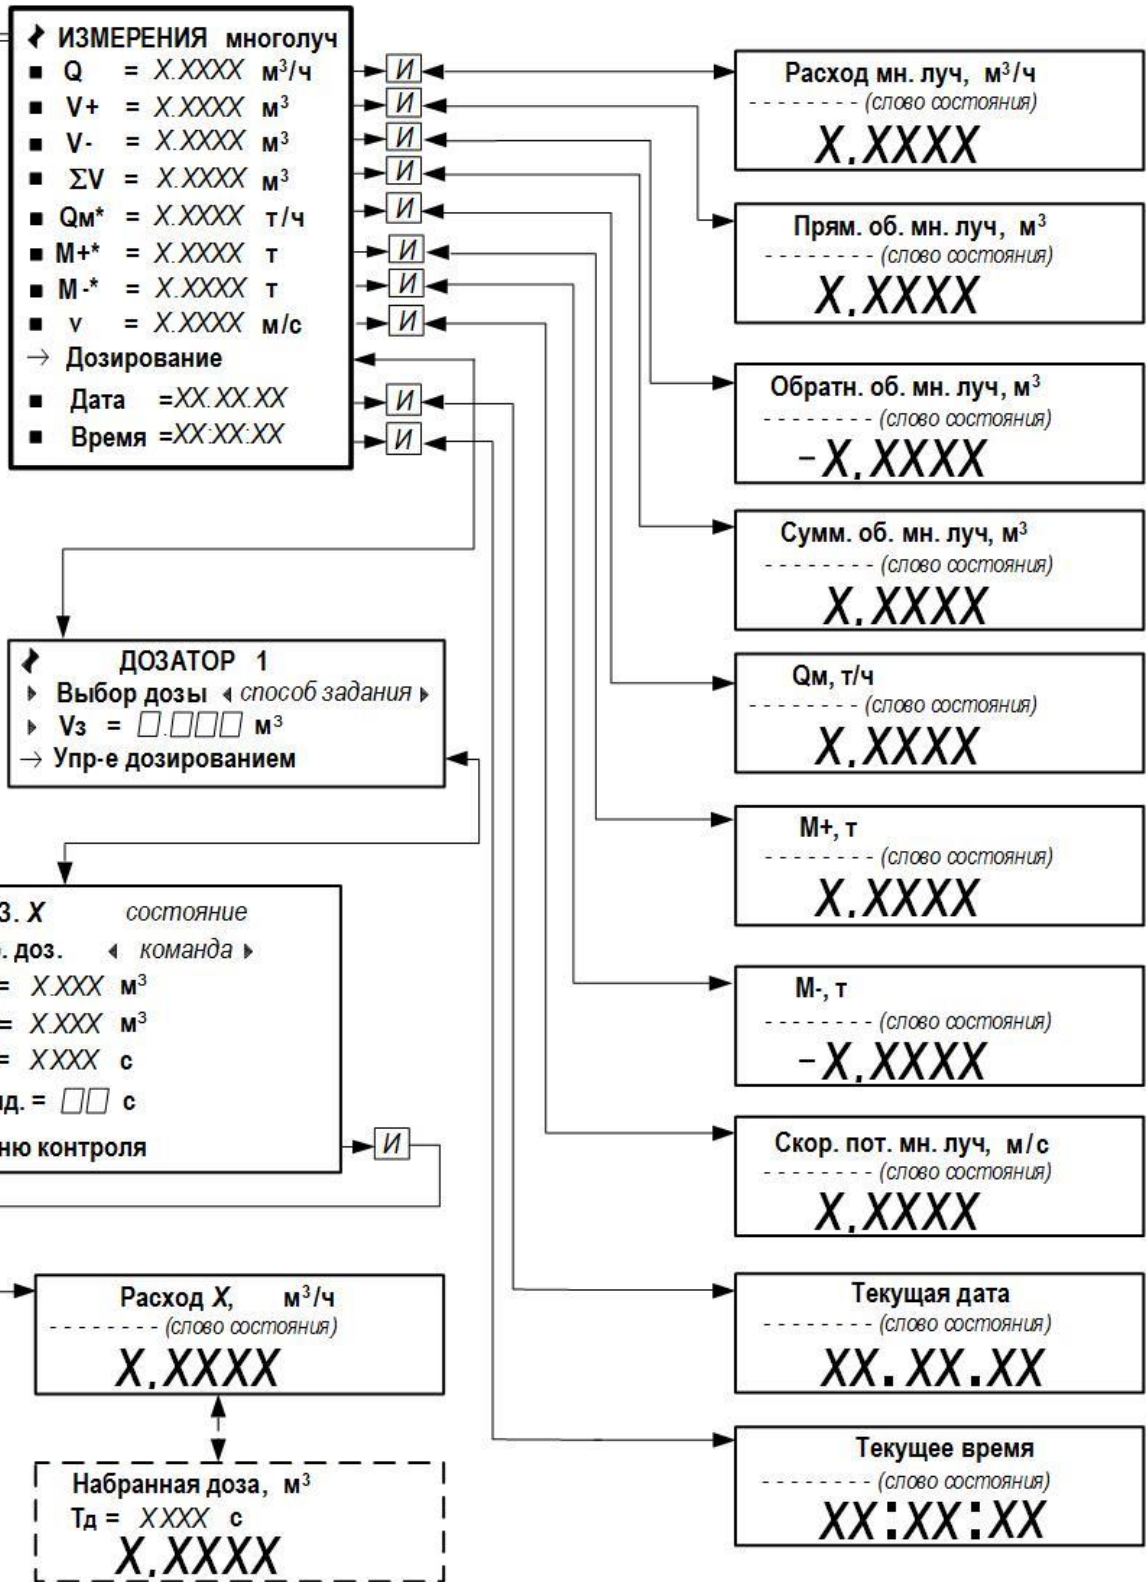 ИЗМЕРЕНИЯ многолуч
Q = X.XXXX м³/ч
V+ = X.XXXX м³
V- = X.XXXX м³
ΣV = X.XXXX м³
Qм* = X.XXXX т/ч
М+* = X.XXXX т
М-* = X.XXXX т
v = X.XXXX м/с
→ Дозирование
Дата =XX.XX.XX
Время =XX:XX:XX
И
И
И
И
И
И
И
И
И
И
ДОЗАТОР 1
Выбор дозы способ задания
Vз = .  м³
→ Упр-е дозированием
З. X состояние
. доз. команда
= X.XXX м³
= X.XXX м³
= XXXX с
д. =  с
ню контроля
И
Расход X, м³/ч
- - - - - - - - (слово состояния)
X.XXXX
Набранная доза, м³
Tд = XXXX с
X.XXXX
Расход мн. луч, м³/ч
- - - - - - - - (слово состояния)
X.XXXX
Прям. об. мн. луч, м³
- - - - - - - - (слово состояния)
X.XXXX
Обратн. об. мн. луч, м³
- - - - - - - - (слово состояния)
-X.XXXX
Сумм. об. мн. луч, м³
- - - - - - - - (слово состояния)
X.XXXX
Qм, т/ч
- - - - - - - - (слово состояния)
X.XXXX
М+, т
- - - - - - - - (слово состояния)
X.XXXX
М-, т
- - - - - - - - (слово состояния)
-X.XXXX
Скор. пот. мн. луч, м/с
- - - - - - - - (слово состояния)
X.XXXX
Текущая дата
- - - - - - - - (слово состояния)
XX.XX.XX
Текущее время
- - - - - - - - (слово состояния)
XX:XX:XX